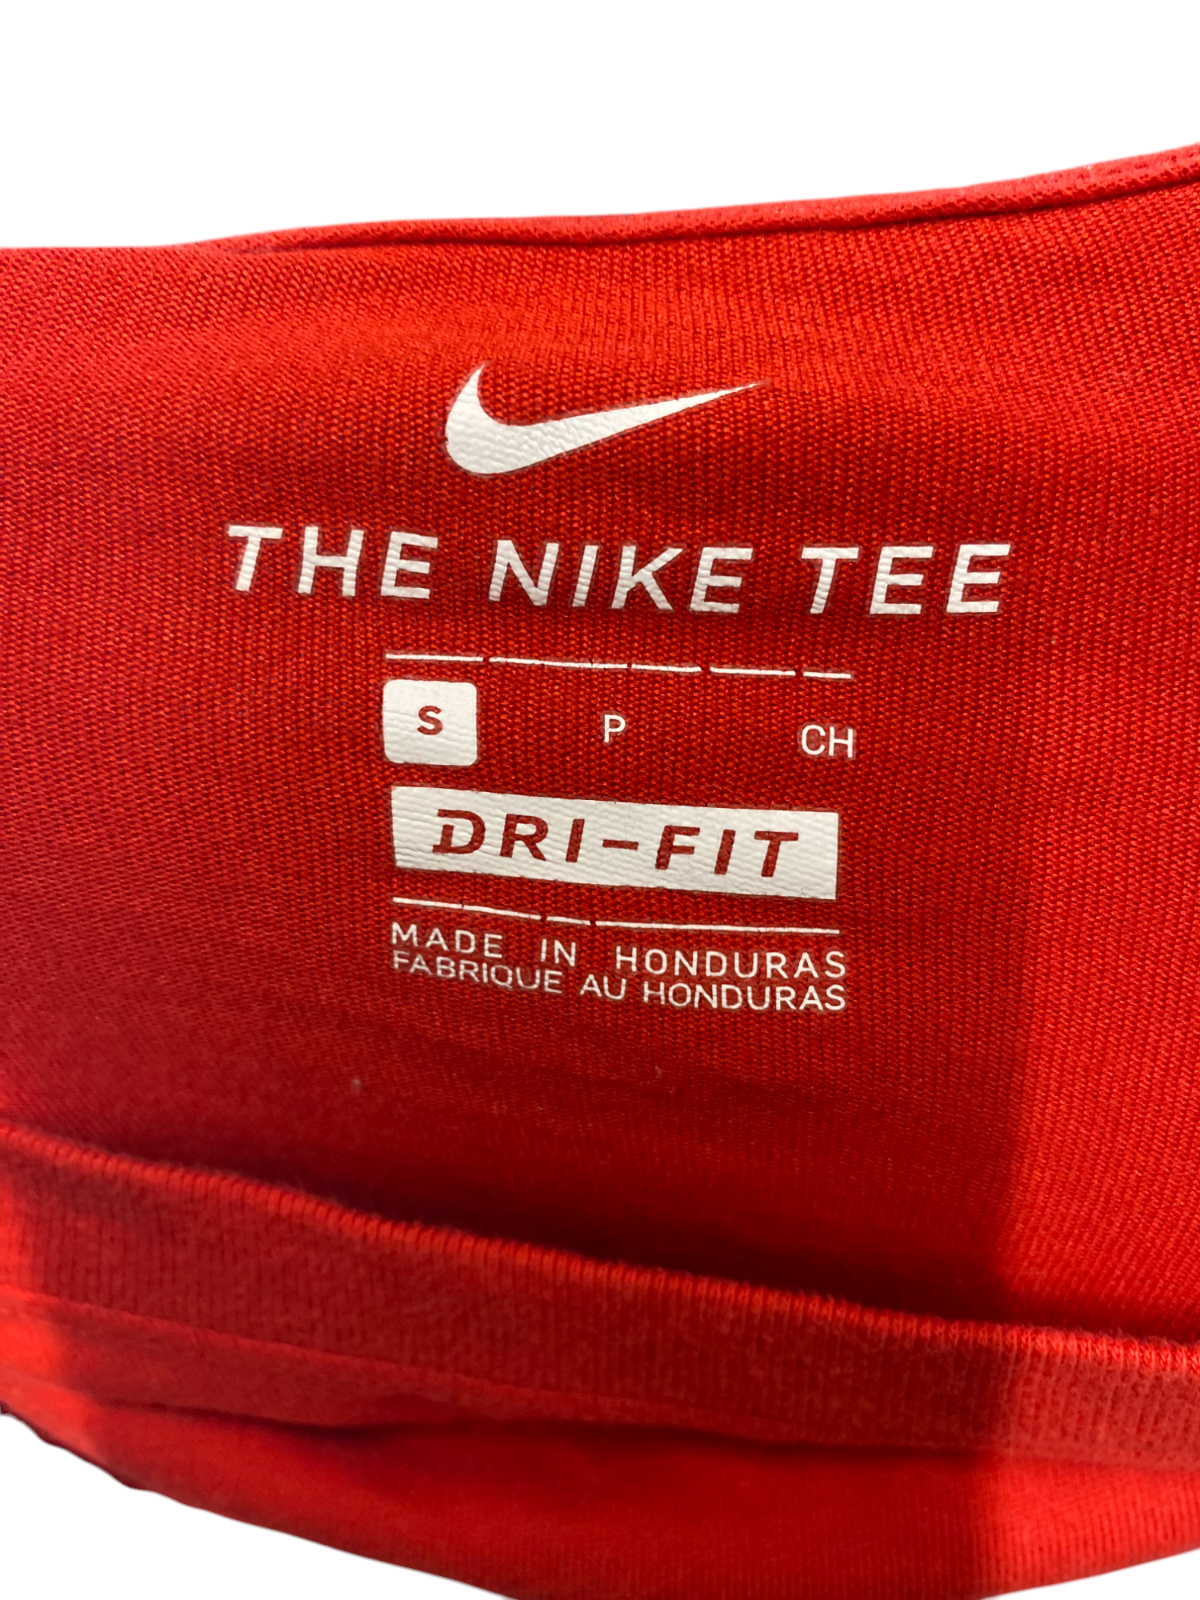 THE NIKE TEE
S P CH
DRI-FIT
MADE IN HONDURAS
FABRIQUE AU HONDURAS